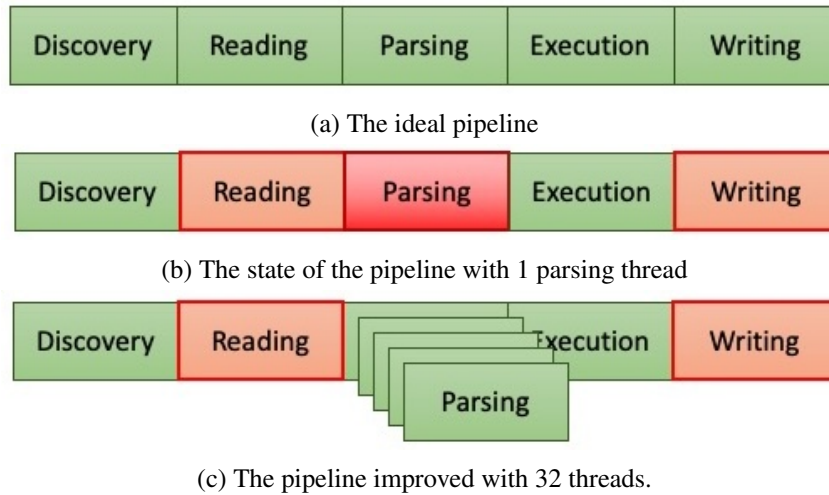 Discovery Reading Parsing Execution Writing
(a) The ideal pipeline
Discovery Reading Parsing Execution Writing
(b) The state of the pipeline with 1 parsing thread
Discovery Reading Execution Writing
Parsing
(c) The pipeline improved with 32 threads.